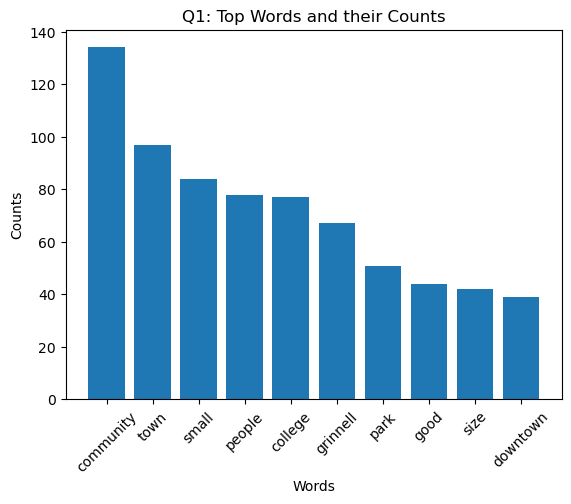 Q1: Top Words and their Counts
Counts
140
120
100
80
60
40
20
0
community
town
small
people
college
grinnell
park
good
size
downtown
Words